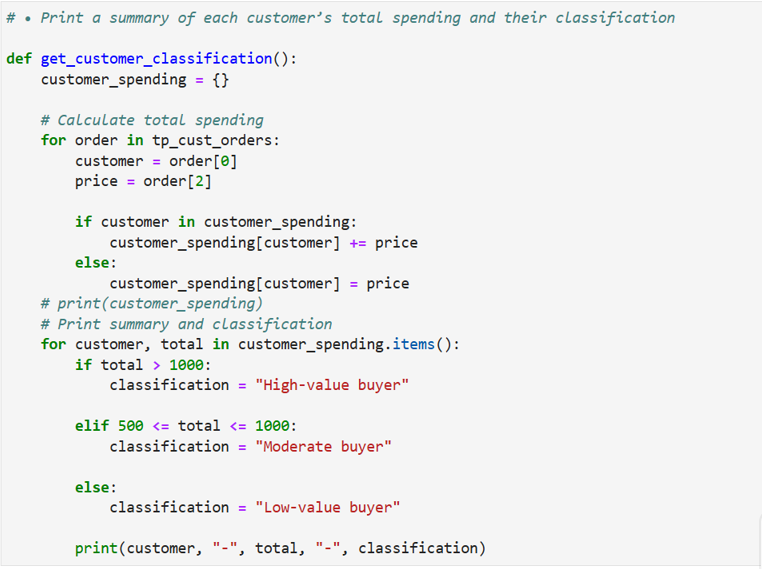 # • Print a summary of each customer’s total spending and their classification
def get_customer_classification():
    customer_spending = {}
    # Calculate total spending
    for order in tp_cust_orders:
        customer = order[0]
        price = order[2]
        if customer in customer_spending:
            customer_spending[customer] += price
        else:
            customer_spending[customer] = price
    # print(customer_spending)
    # Print summary and classification
    for customer, total in customer_spending.items():
        if total > 1000:
            classification = "High-value buyer"
        elif 500 <= total <= 1000:
            classification = "Moderate buyer"
        else:
            classification = "Low-value buyer"
        print(customer, "-", total, "-", classification)